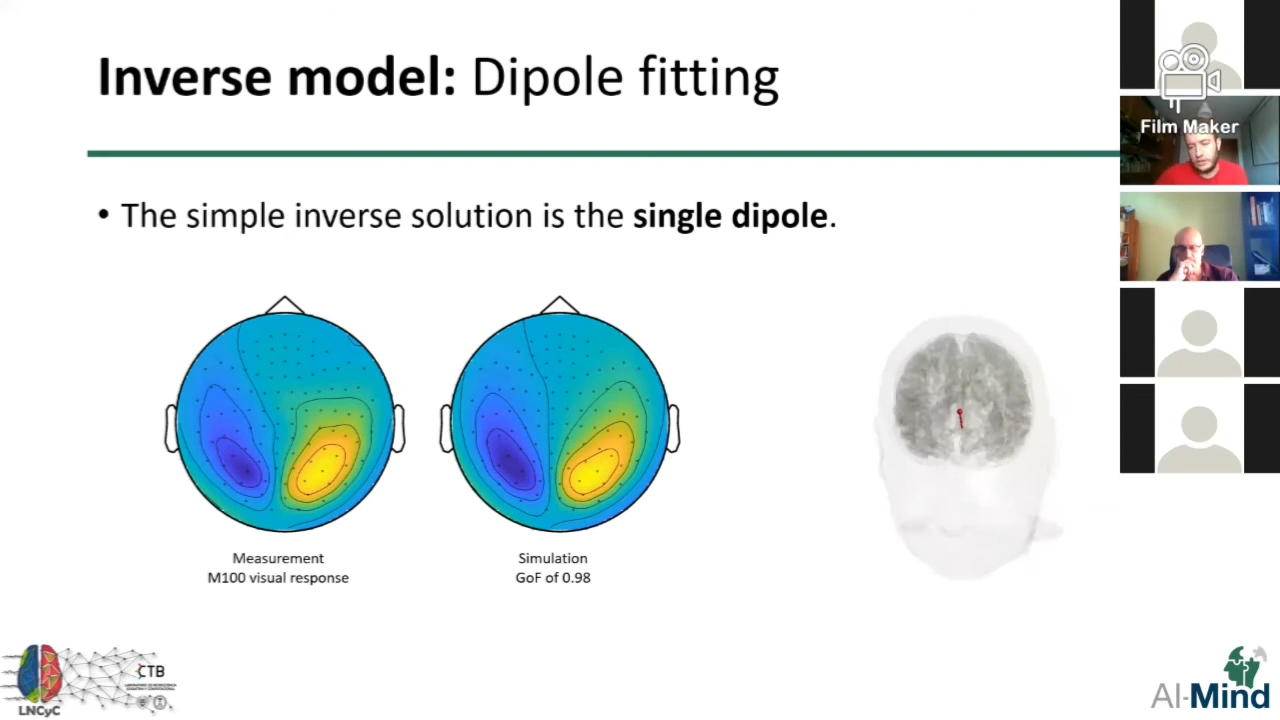 Inverse model: Dipole fitting
Film Maker
• The simple inverse solution is the single dipole.
Measurement
M100 visual response
Simulation
GoF of 0.98
LNCyC
CTB
AI-Mind